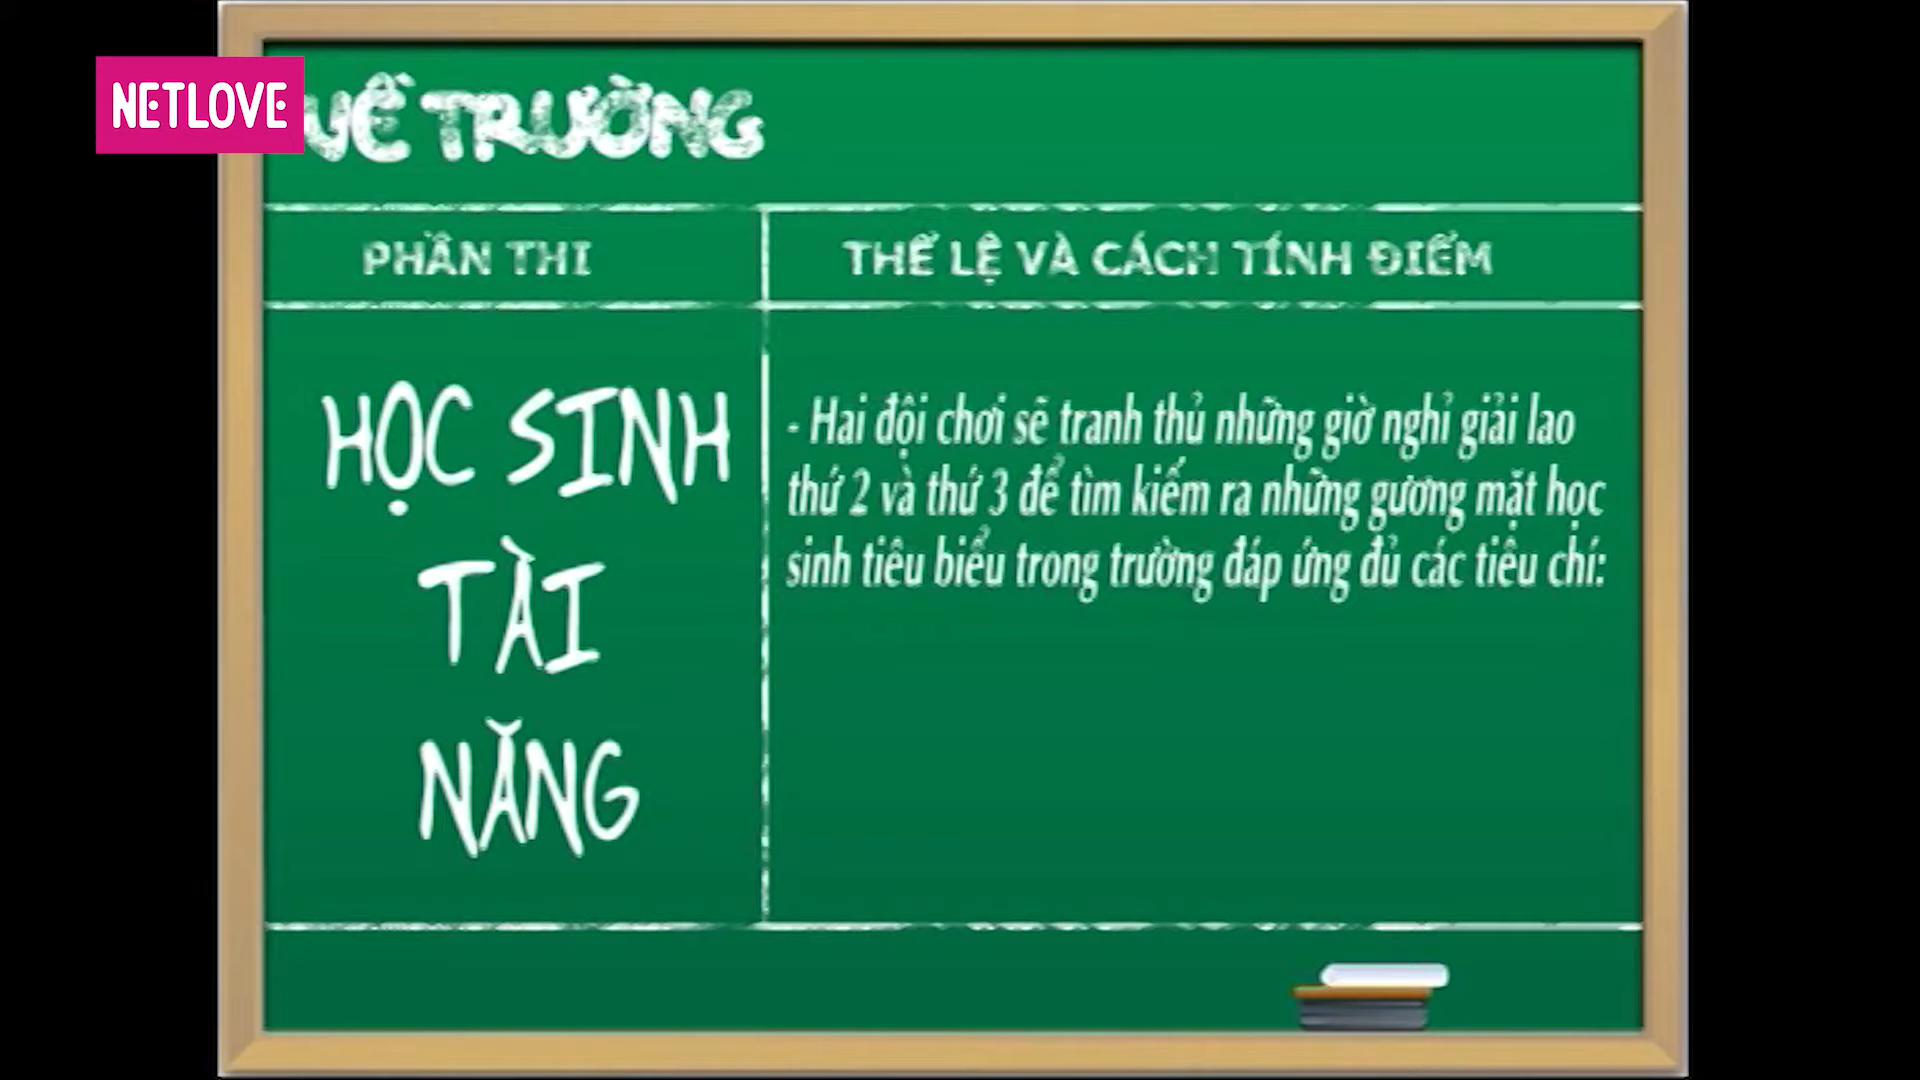 NETLOVE
VỀ TRƯỜNG
PHẦN THI
THỂ LỆ VÀ CÁCH TÍNH ĐIỂM
HỌC SINH
TÀI
NĂNG
- Hai đội chơi sẽ tranh thủ những giờ nghỉ giải lao
thứ 2 và thứ 3 để tìm kiếm ra những gương mặt học
sinh tiêu biểu trong trường đáp ứng đủ các tiêu chí: